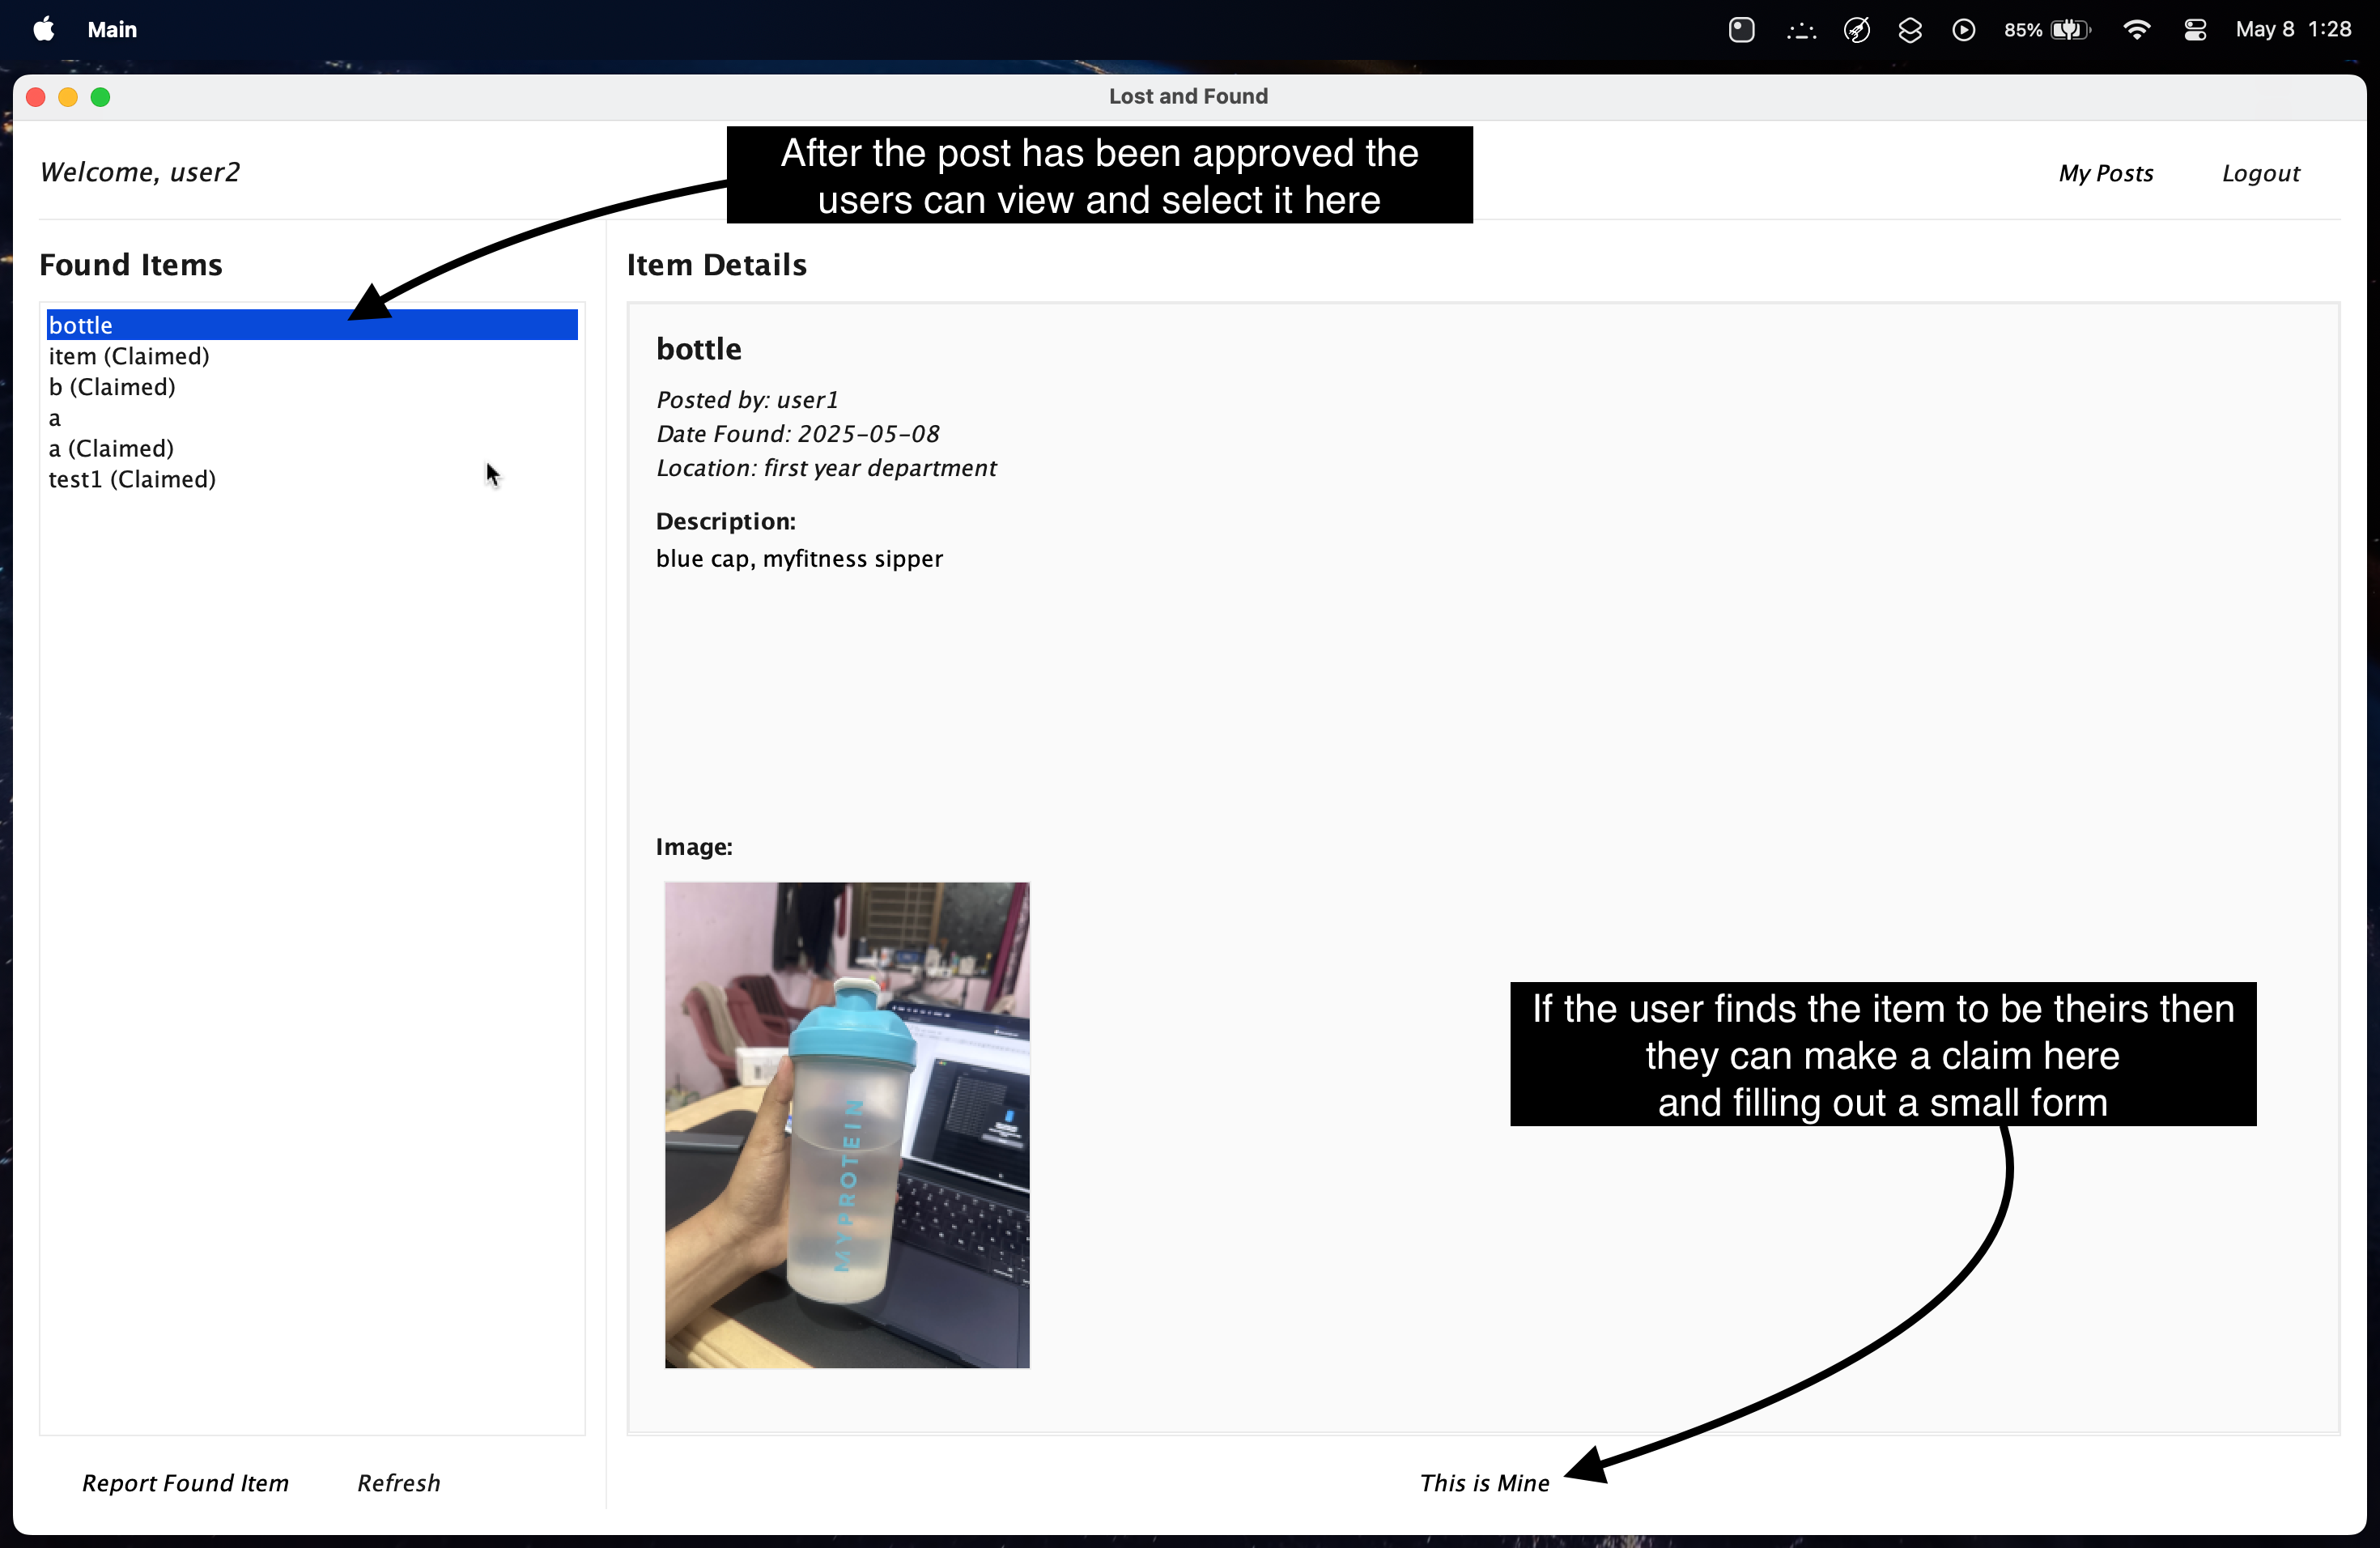 Main
85%
May 8 1:28
Lost and Found
After the post has been approved the
users can view and select it here
Welcome, user2
My Posts
Logout
Found Items
bottle
item (Claimed)
b (Claimed)
a
a (Claimed)
test1 (Claimed)
Report Found Item
Refresh
Item Details
bottle
Posted by: user1
Date Found: 2025-05-08
Location: first year department
Description:
blue cap, myfitness sipper
Image:
MYPROTEIN
If the user finds the item to be theirs then
they can make a claim here
and filling out a small form
This is Mine